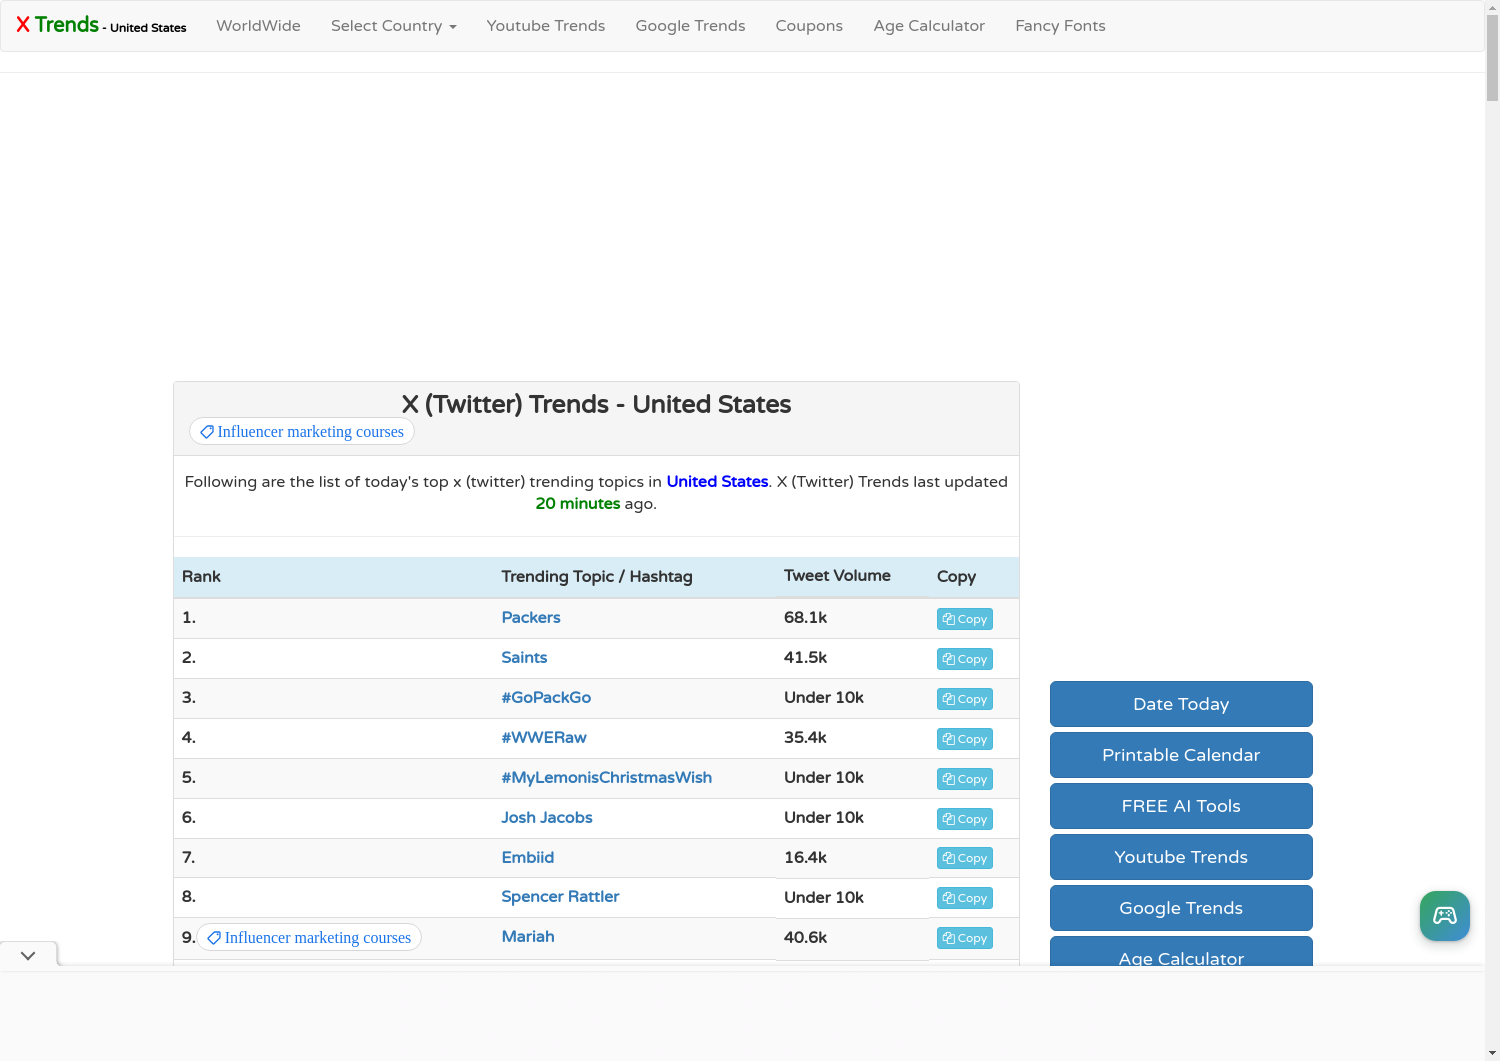 X Trends - United States WorldWide Select Country Youtube Trends Google Trends Coupons Age Calculator Fancy Fonts
X (Twitter) Trends - United States
Influencer marketing courses
Following are the list of today's top x (twitter) trending topics in United States. X (Twitter) Trends last updated
20 minutes ago.
Rank Trending Topic / Hashtag Tweet Volume Copy
1. Packers 68.1k Copy
2. Saints 41.5k Copy
3. #GoPackGo Under 10k Copy
4. #WWERaw 35.4k Copy
5. #MyLemonisChristmasWish Under 10k Copy
6. Josh Jacobs Under 10k Copy
7. Embiid 16.4k Copy
8. Spencer Rattler Under 10k Copy
9. Influencer marketing courses Mariah 40.6k Copy
Date Today
Printable Calendar
FREE AI Tools
Youtube Trends
Google Trends
Age Calculator